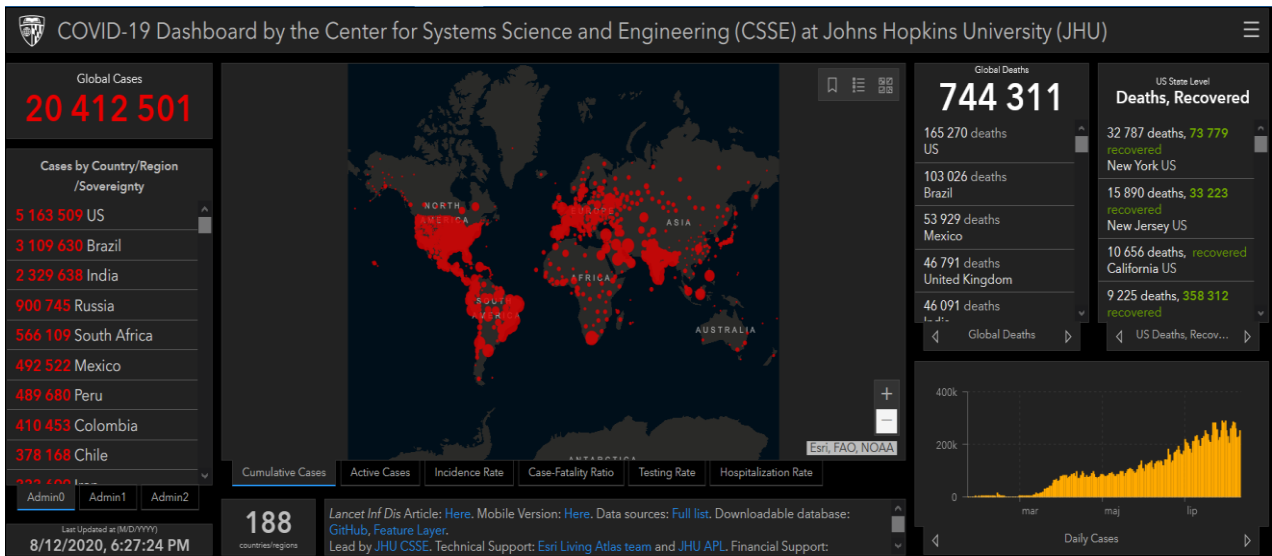 COVID-19 Dashboard by the Center for Systems Science and Engineering (CSSE) at Johns Hopkins University (JHU)
Global Cases
20 412 501
Cases by Country/Region
/Sovereignty
5 163 509 US
3 109 630 Brazil
2 329 638 India
900 745 Russia
566 109 South Africa
492 522 Mexico
489 680 Peru
410 453 Colombia
378 168 Chile
Admin0 Admin1 Admin2
Last Updated at (M/D/YYYY)
8/12/2020, 6:27:24 PM
NORTH
AMERICA
EUROPE
ASIA
AFRICA
SOUTH
AMERICA
AUSTRALIA
ANTARCTICA
Esri, FAO, NOAA
Cumulative Cases Active Cases Incidence Rate Case-Fatality Ratio Testing Rate Hospitalization Rate
188
countries/regions
Lancet Inf Dis Article: Here. Mobile Version: Here. Data sources: Full list. Downloadable database:
GitHub, Feature Layer.
Lead by JHU CSSE. Technical Support: Esri Living Atlas team and JHU APL. Financial Support:
Global Deaths
744 311
165 270 deaths
US
103 026 deaths
Brazil
53 929 deaths
Mexico
46 791 deaths
United Kingdom
46 091 deaths
India
Global Deaths
US State Level
Deaths, Recovered
32 787 deaths, 73 779
recovered
New York US
15 890 deaths, 33 223
recovered
New Jersey US
10 656 deaths, recovered
California US
9 225 deaths, 358 312
recovered
US Deaths, Recov...
400k
200k
0
mar maj lip
Daily Cases